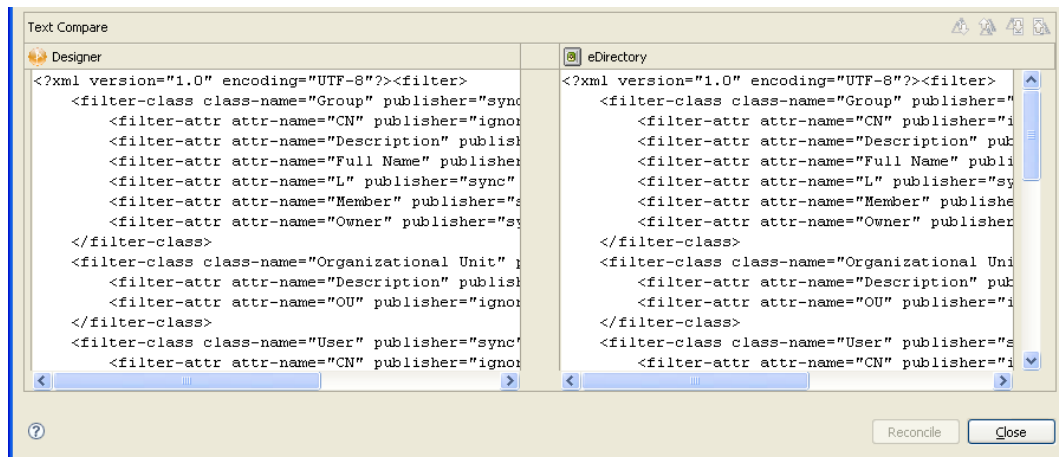 Text Compare
Designer
<?xml version="1.0" encoding="UTF-8"?><filter>
<filter-class class-name="Group" publisher="sync
<filter-attr attr-name="CN" publisher="ignor
<filter-attr attr-name="Description" publish
<filter-attr attr-name="Full Name" publisher
<filter-attr attr-name="L" publisher="sync"
<filter-attr attr-name="Member" publisher="s
<filter-attr attr-name="Owner" publisher="sy
</filter-class>
<filter-class class-name="Organizational Unit" p
<filter-attr attr-name="Description" publish
<filter-attr attr-name="OU" publisher="ignor
</filter-class>
<filter-class class-name="User" publisher="sync"
<filter-attr attr-name="CN" publisher="ignor
eDirectory
<?xml version="1.0" encoding="UTF-8"?><filter>
<filter-class class-name="Group" publisher="
<filter-attr attr-name="CN" publisher="i
<filter-attr attr-name="Description" pub
<filter-attr attr-name="Full Name" publi
<filter-attr attr-name="L" publisher="sy
<filter-attr attr-name="Member" publishe
<filter-attr attr-name="Owner" publisher
</filter-class>
<filter-class class-name="Organizational Uni
<filter-attr attr-name="Description" pub
<filter-attr attr-name="OU" publisher="i
</filter-class>
<filter-class class-name="User" publisher="s
<filter-attr attr-name="CN" publisher="i
Reconcile
Close